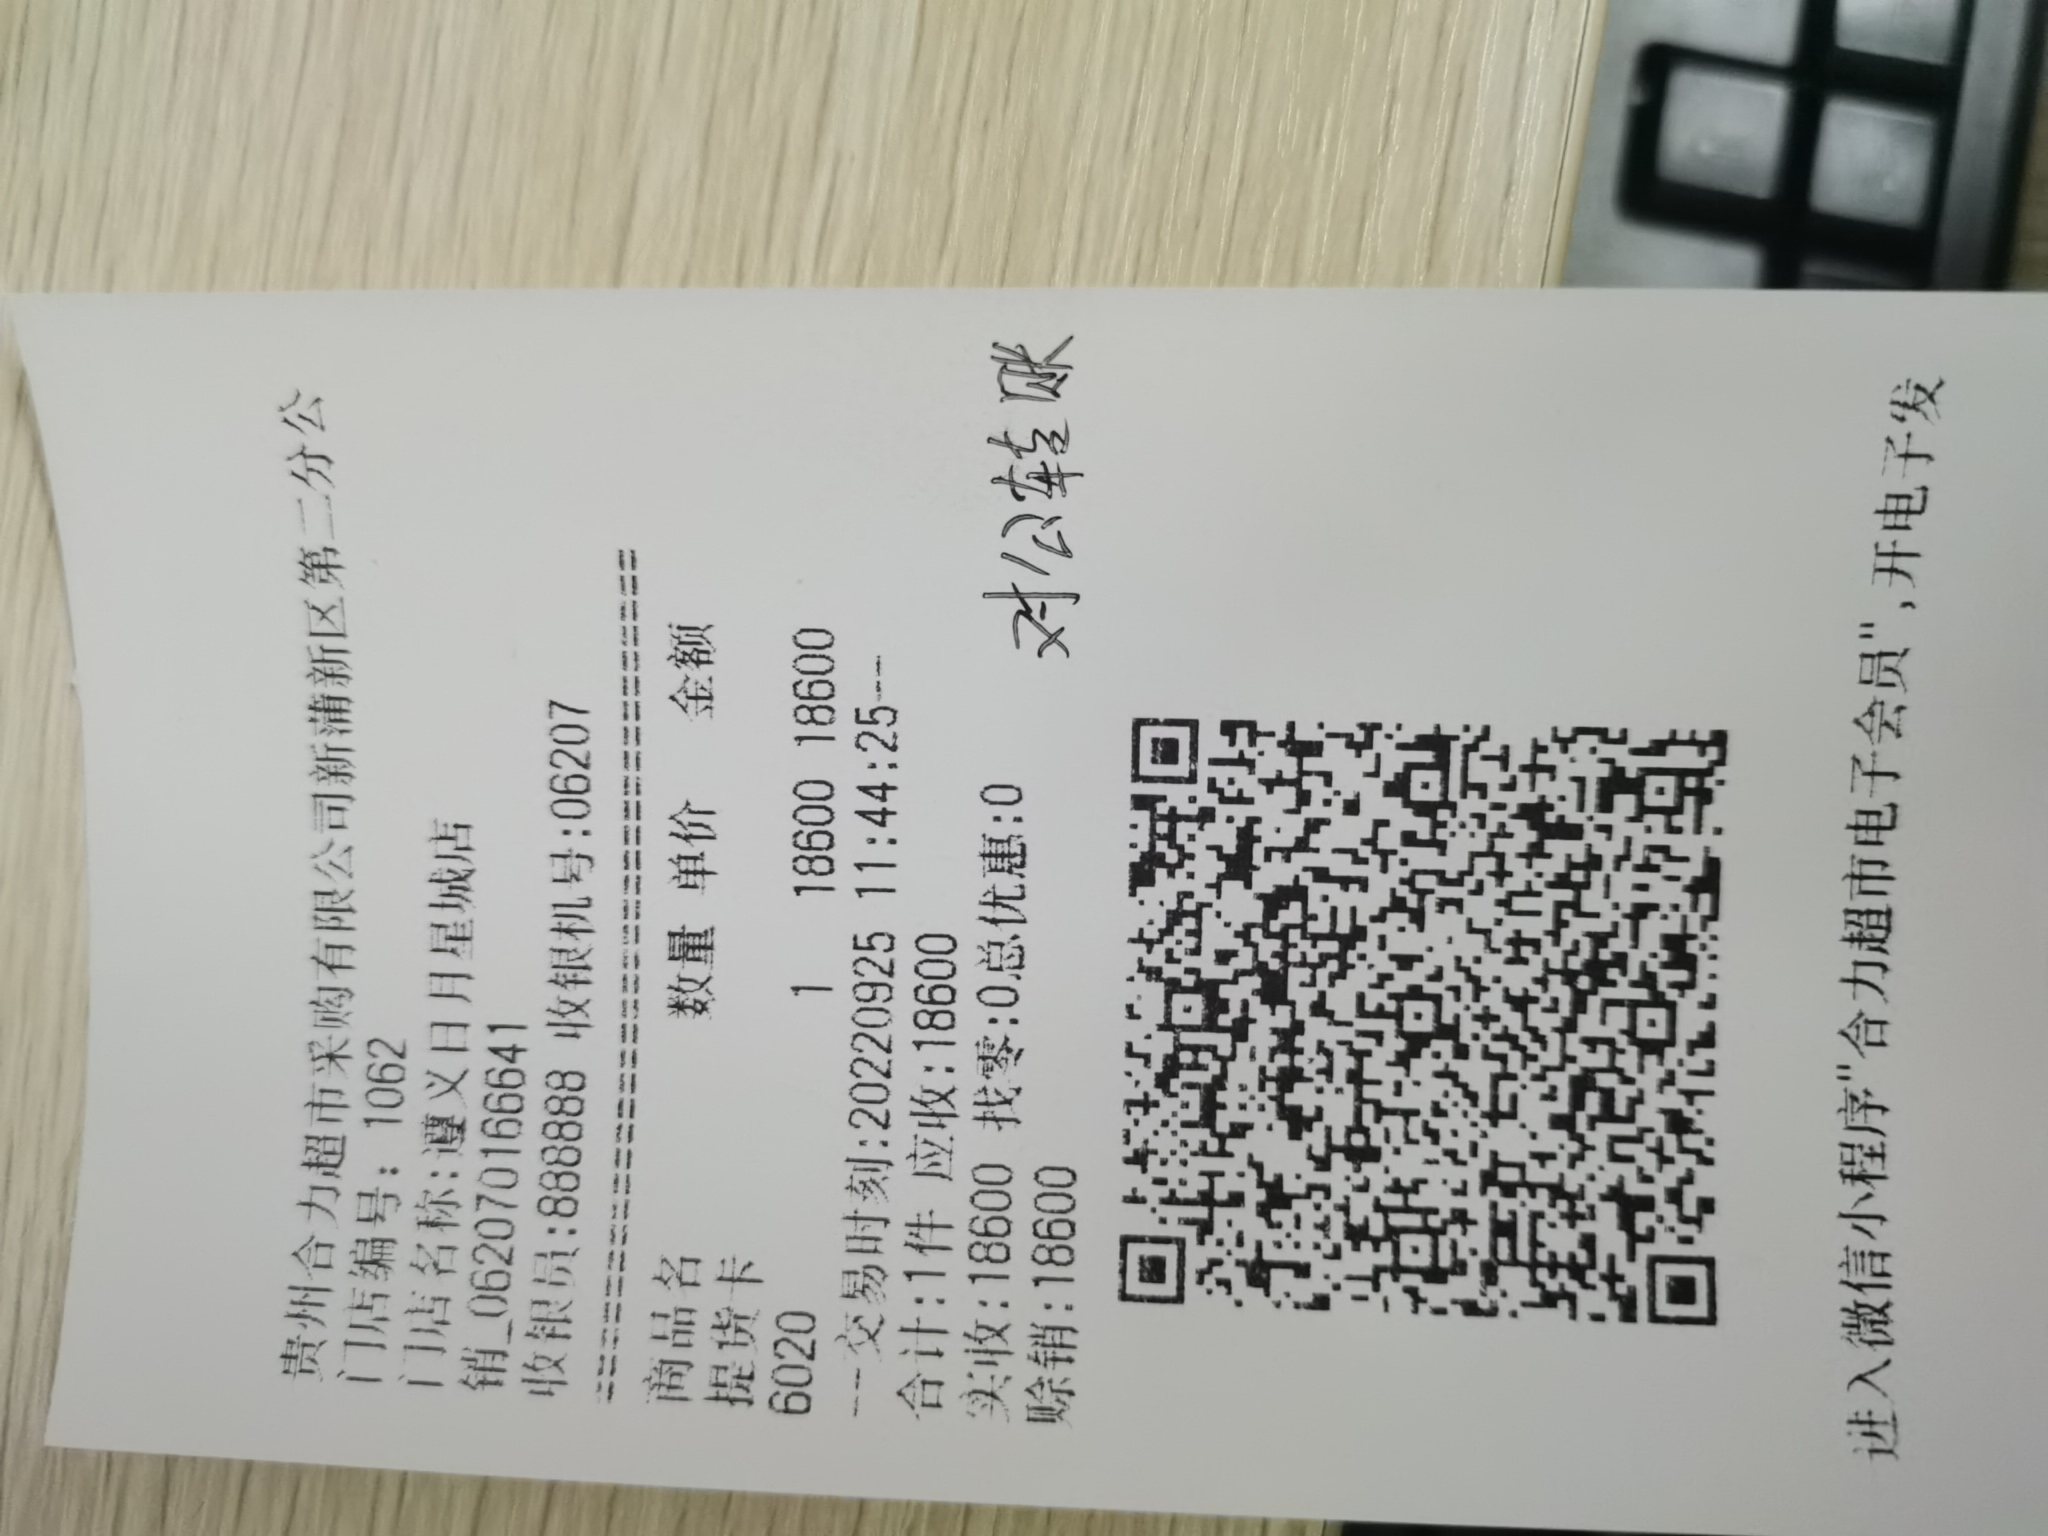 贵州合力超市采购有限公司新蒲新区第二分公
门店编号: 1062
门店名称:遵义日月星城店
销_0620701666641
收银员:888888 收银机号:06207
商品名 数量 单价 金额
提货卡
6020 1 18600 18600
---交易时刻:20220925 11:44:25---
合计:1件 应收:18600
实收:18600 找零:0总优惠:0
赊销:18600 对公转账
进入微信小程序"合力超市电子会员",开电子发